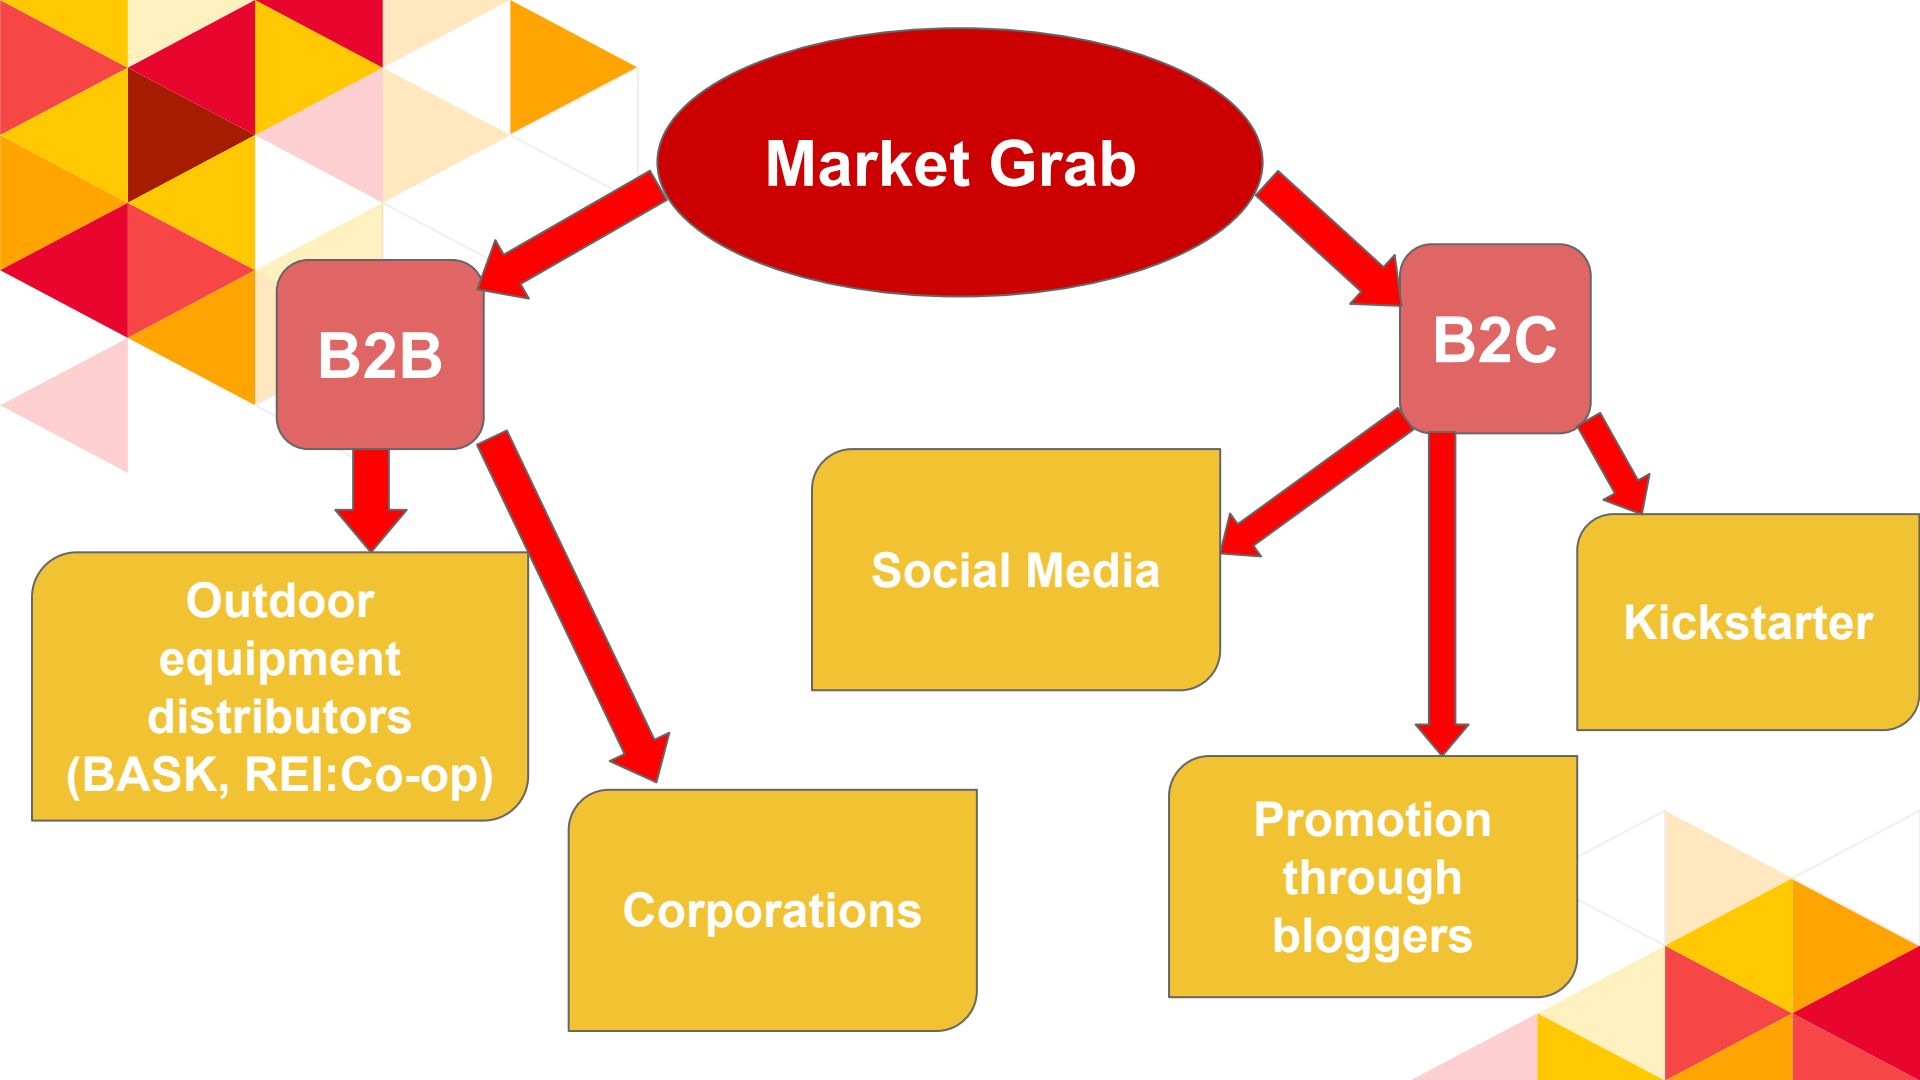 Market Grab
B2B
B2C
Social Media
Kickstarter
Outdoor
equipment
distributors
(BASK, REI:Co-op)
Corporations
Promotion
through
bloggers